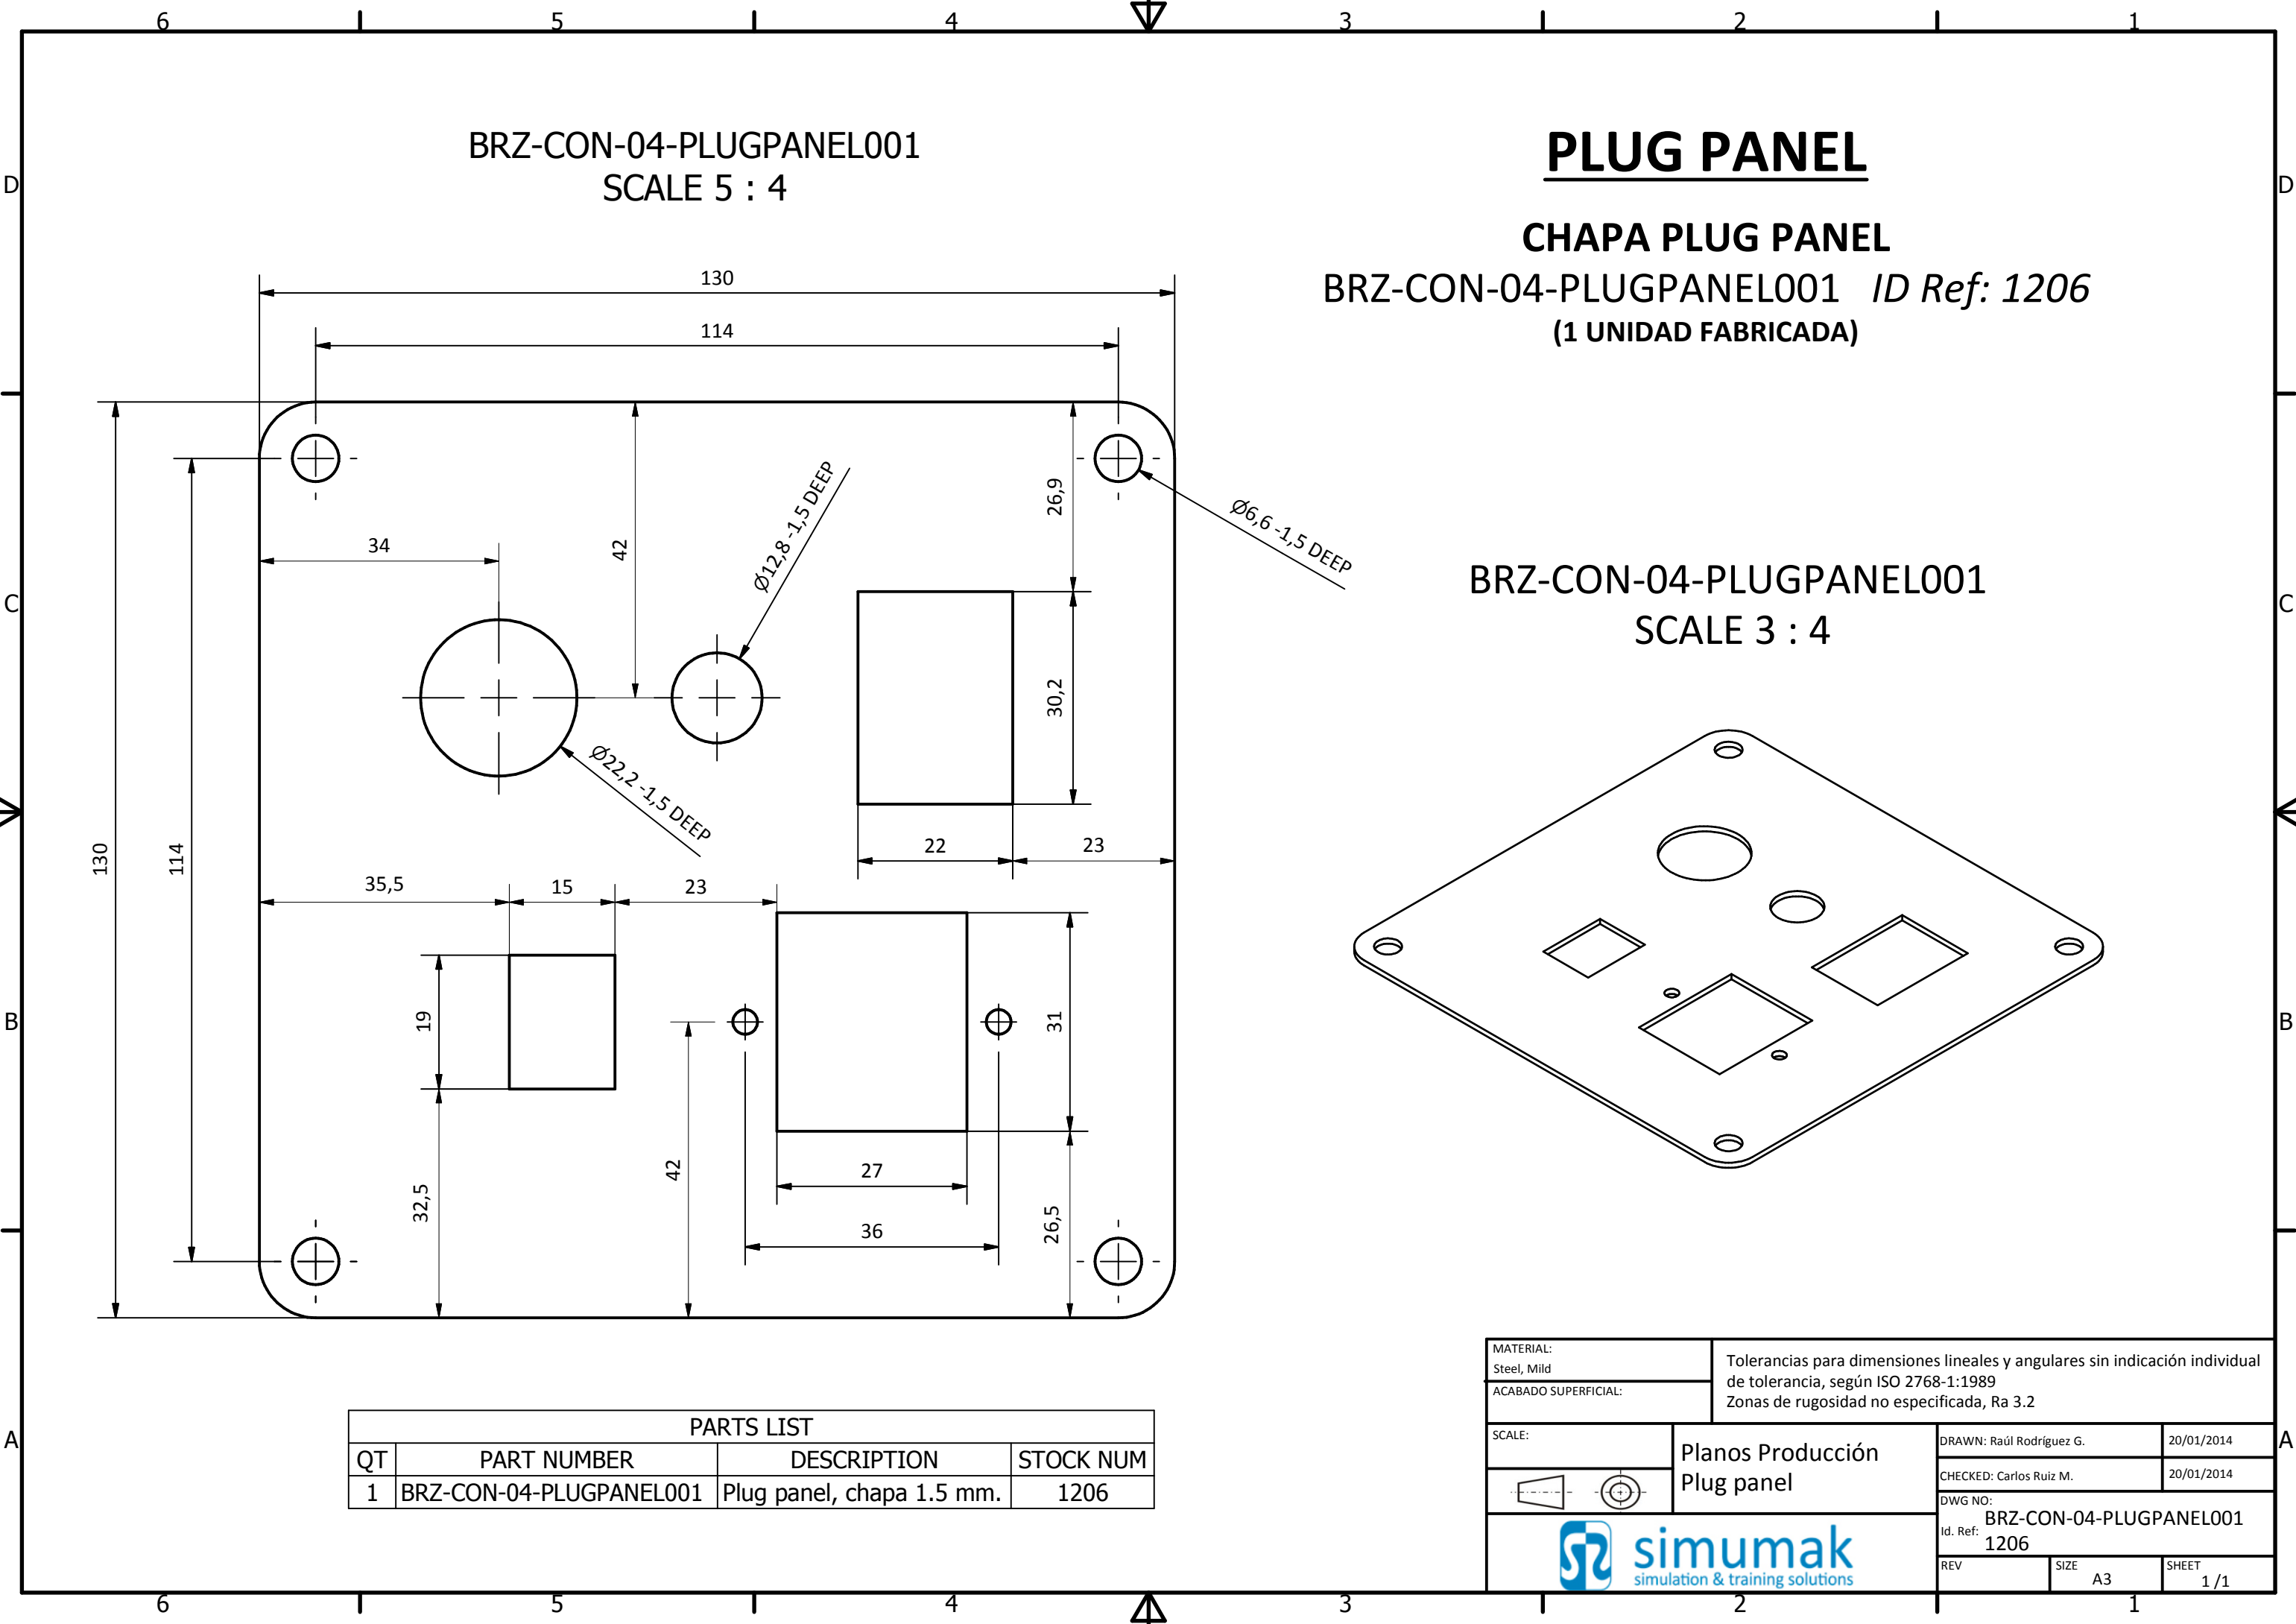 6 5 4 3 2 1
D D
C C
B B
A A
BRZ-CON-04-PLUGPANEL001
SCALE 5 : 4
PLUG PANEL
CHAPA PLUG PANEL
BRZ-CON-04-PLUGPANEL001 ID Ref: 1206
(1 UNIDAD FABRICADA)
130
114
26,9
34
42
Ø12,8 -1,5 DEEP
Ø6,6 -1,5 DEEP
BRZ-CON-04-PLUGPANEL001
SCALE 3 : 4
30,2
Ø22,2 -1,5 DEEP
130
114
22
23
35,5
15
23
19
31
42
27
32,5
36
26,5
PARTS LIST
QT PART NUMBER DESCRIPTION STOCK NUM
1 BRZ-CON-04-PLUGPANEL001 Plug panel, chapa 1.5 mm. 1206
MATERIAL:
Steel, Mild
ACABADO SUPERFICIAL:
Tolerancias para dimensiones lineales y angulares sin indicación individual
de tolerancia, según ISO 2768-1:1989
Zonas de rugosidad no especificada, Ra 3.2
SCALE:
Planos Producción
Plug panel
DRAWN: Raúl Rodríguez G. 20/01/2014
CHECKED: Carlos Ruiz M. 20/01/2014
DWG NO:
BRZ-CON-04-PLUGPANEL001
Id. Ref: 1206
simumak
simulation & training solutions
REV
SIZE
A3
SHEET
1 /1
6 5 4 3 2 1